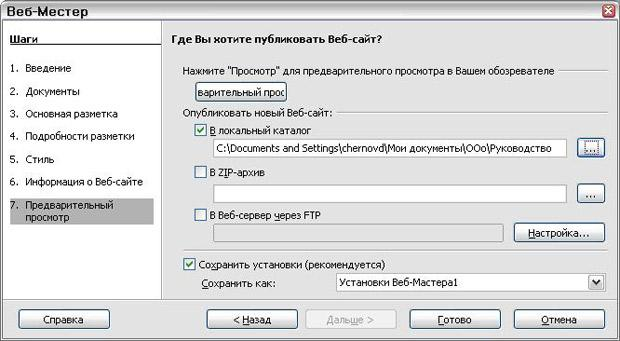 Веб-Мастер
Шаги
1. Введение
2. Документы
3. Основная разметка
4. Подробности разметки
5. Стиль
6. Информация о Веб-сайте
7. Предварительный
просмотр
Где Вы хотите публиковать Веб-сайт?
Нажмите "Просмотр" для предварительного просмотра в Вашем обозревателе
варительный прос
Опубликовать новый Веб-сайт:
В локальный каталог
C:\Documents and Settings\chernovd\Мои документы\OOo\Руководство
...
В ZIP-архив
...
В Веб-сервер через FTP
Настройка...
Сохранить установки (рекомендуется)
Сохранить как: Установки Веб-Мастера1
Справка < Назад Дальше > Готово Отмена